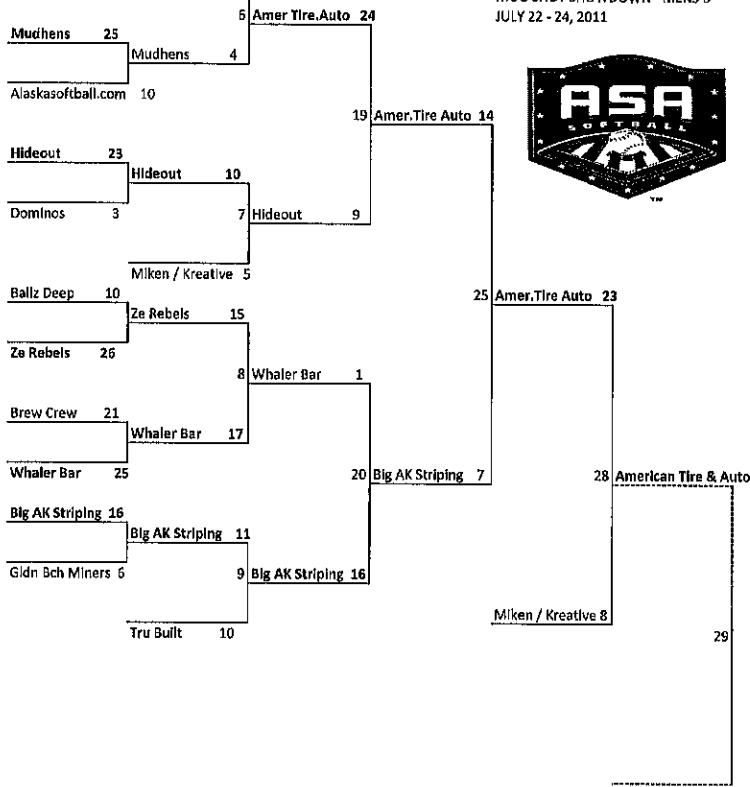 JULY 22 - 24, 2011
ASA
SOFTBALL
TM
6 Amer Tire.Auto 24
Mudhens 25
Mudhens 4
Alaskasoftball.com 10
19 Amer.Tire Auto 14
Hideout 23
Hideout 10
Dominos 3
7 Hideout 9
Miken / Kreative 5
Ballz Deep 10
25 Amer.Tire Auto 23
Ze Rebels 15
Ze Rebels 26
8 Whaler Bar 1
Brew Crew 21
Whaler Bar 17
Whaler Bar 25
20 Big AK Striping 7
28 American Tire & Auto
Big AK Striping 16
Big AK Striping 11
Gldn Bch Miners 6
9 Big AK Striping 16
Miken / Kreative 8
Tru Built 10
29